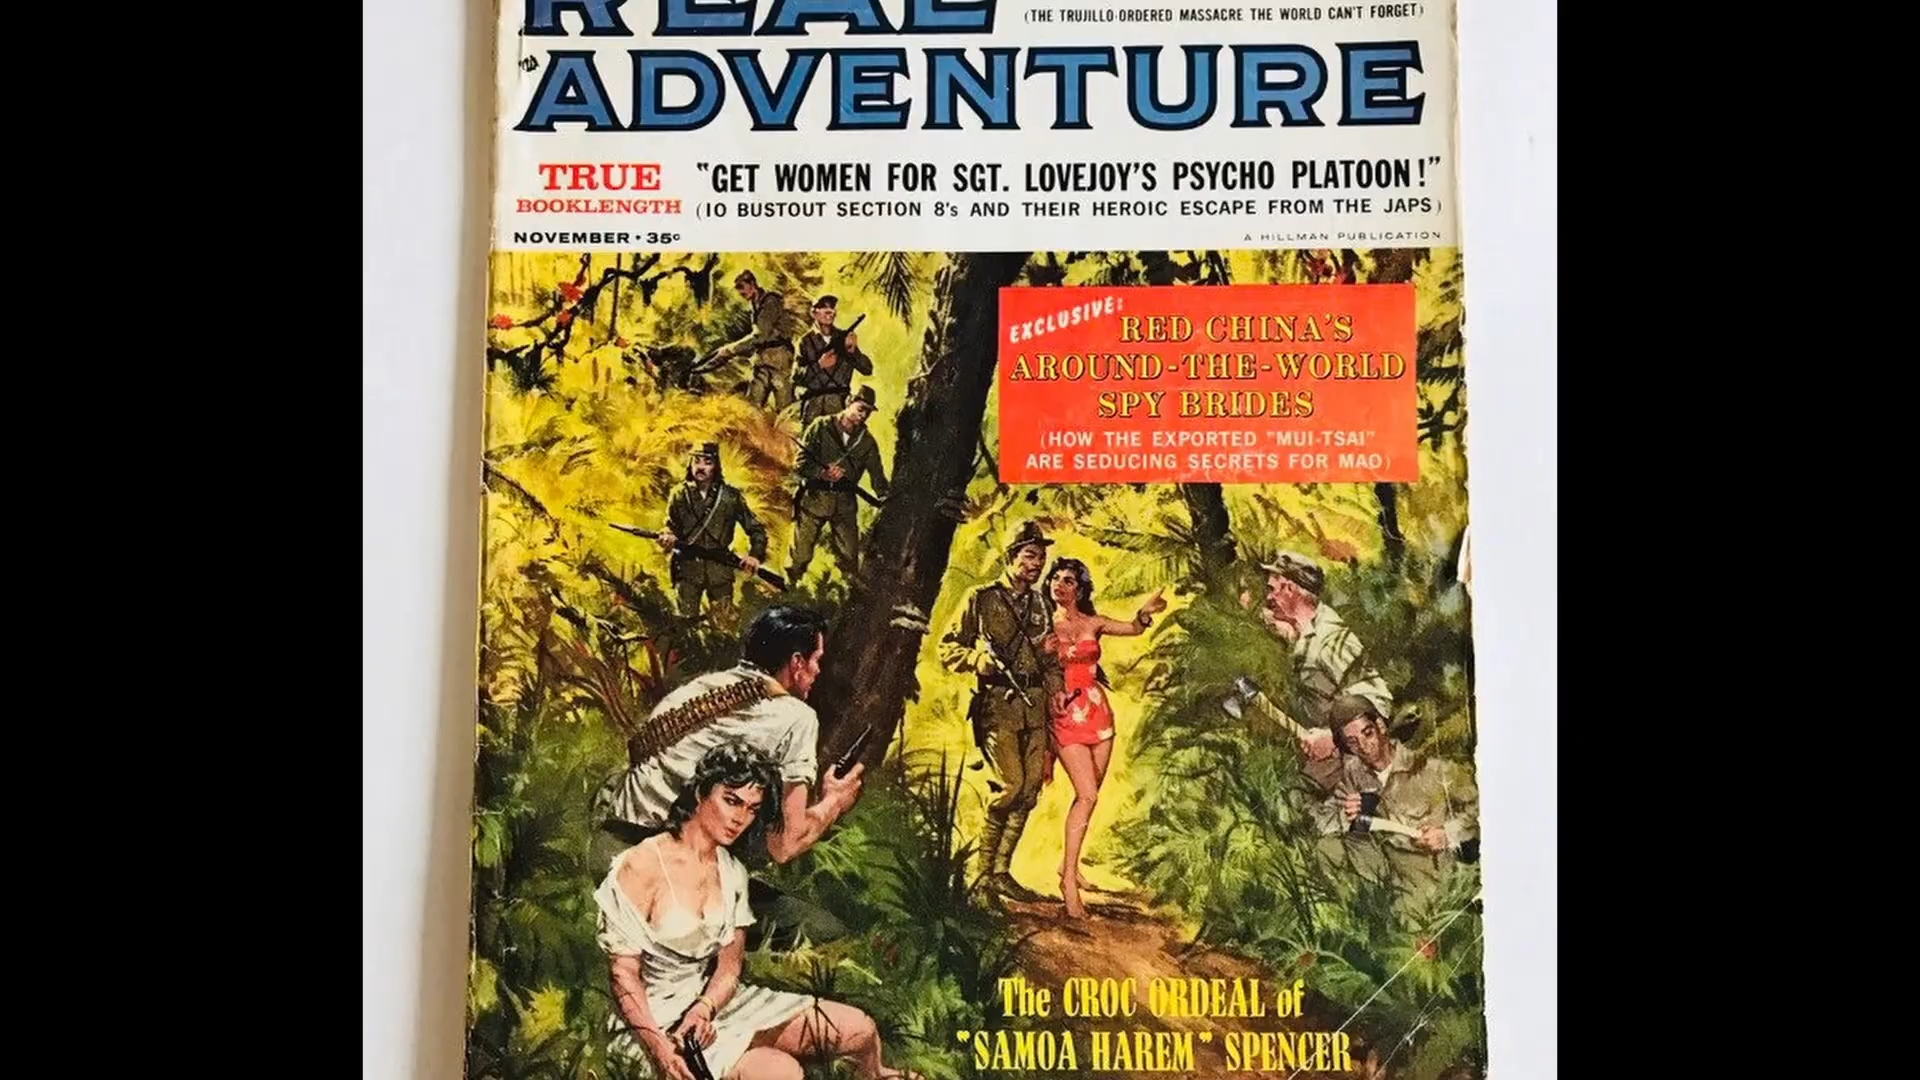 REAL
(THE TRUJILLO-ORDERED MASSACRE THE WORLD CAN'T FORGET)
ADVENTURE
TRUE
BOOKLENGTH
"GET WOMEN FOR SGT. LOVEJOY'S PSYCHO PLATOON!"
(10 BUSTOUT SECTION 8's AND THEIR HEROIC ESCAPE FROM THE JAPS)
NOVEMBER • 35¢
A HILLMAN PUBLICATION
EXCLUSIVE:
RED CHINA'S
AROUND-THE-WORLD
SPY BRIDES
(HOW THE EXPORTED "MUI-TSAI"
ARE SEDUCING SECRETS FOR MAO)
The CROC ORDEAL of
"SAMOA HAREM" SPENCER